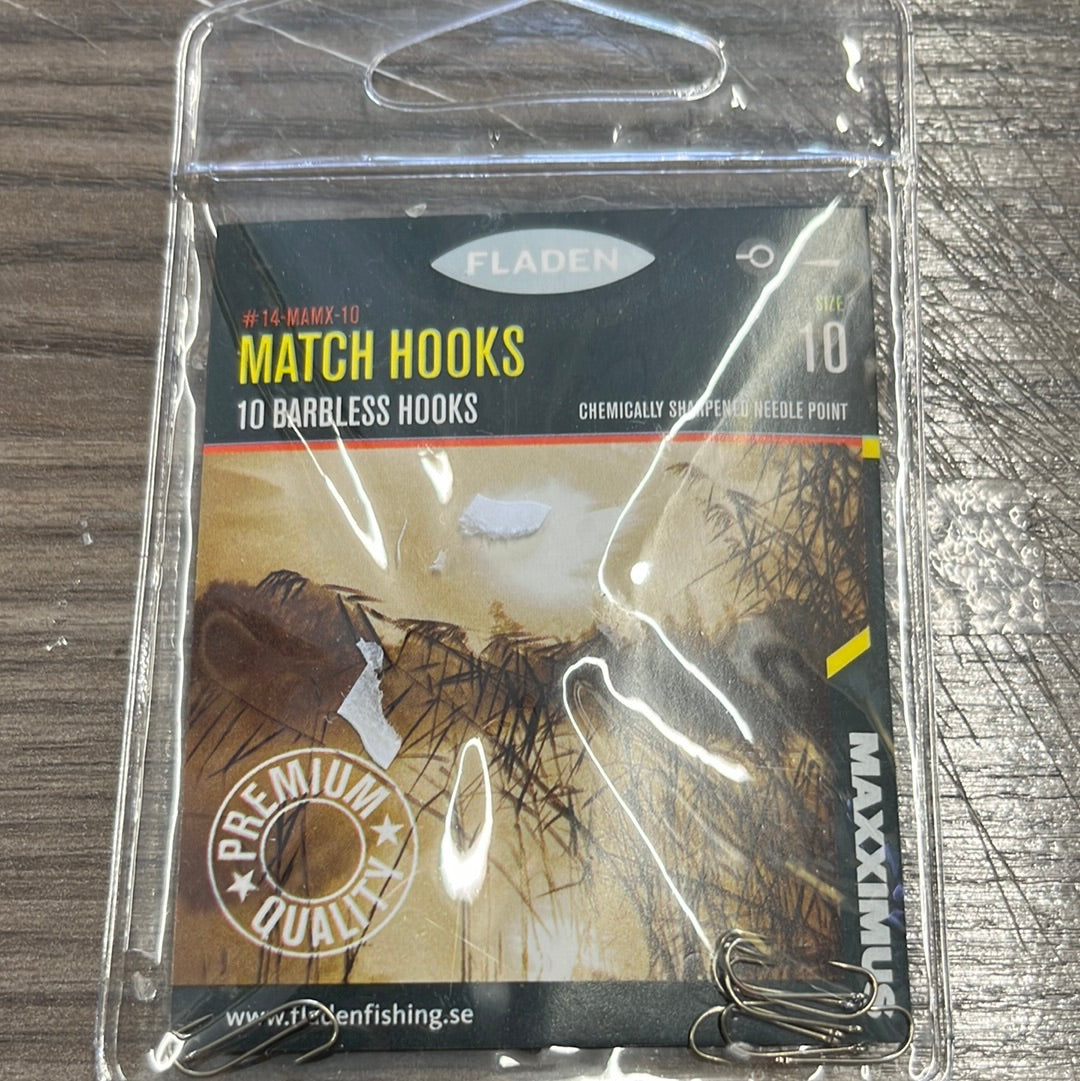 FLADEN
#14-MAMX-10
MATCH HOOKS
10 BARBLESS HOOKS
SIZE
10
CHEMICALLY SHARPENED NEEDLE POINT
PREMIUM
QUALITY
MAXXIMUS
www.fladenfishing.se